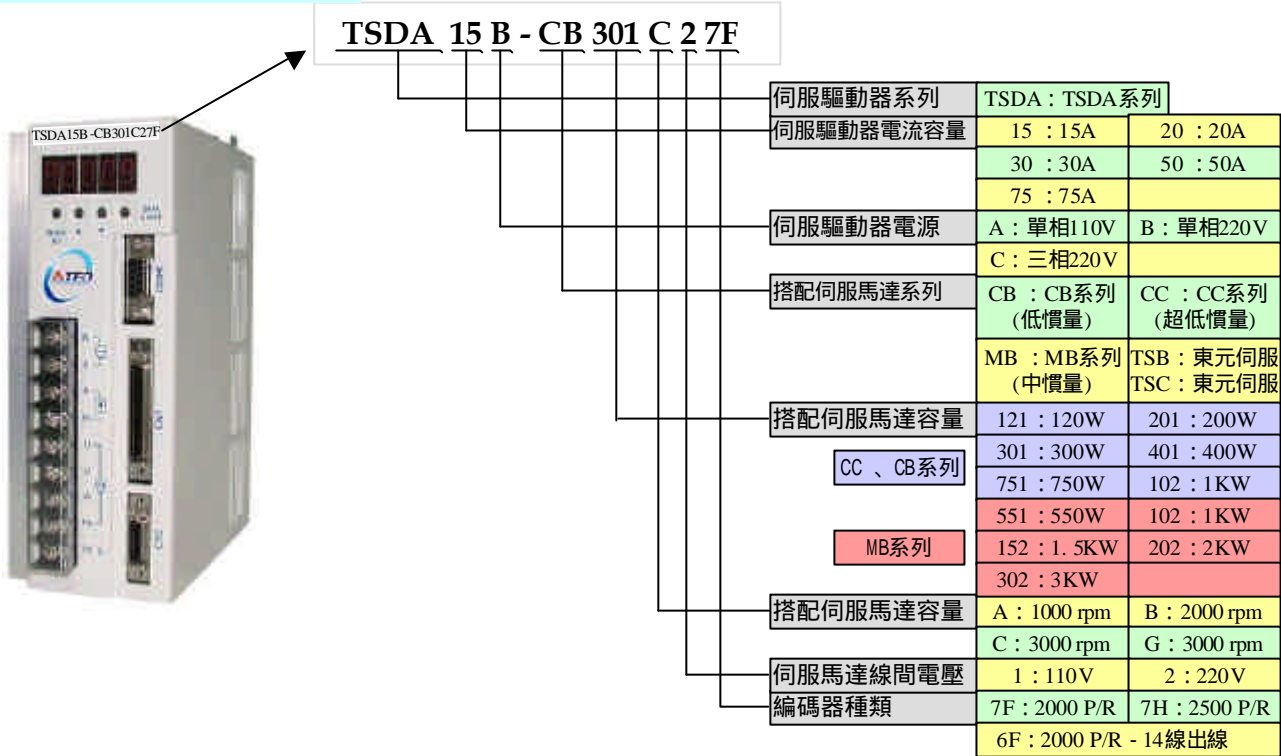 TSDA 15 B - CB 301 C 2 7F
TSDA15B-CB301C27F
ATED
CN1
CN2
伺服驅動器系列 TSDA：TSDA系列
伺服驅動器電流容量 15 ：15A 20 ：20A
30 ：30A 50 ：50A
75 ：75A
伺服驅動器電源 A：單相110V B：單相220V
C：三相220V
搭配伺服馬達系列 CB ：CB系列 CC ：CC系列
(低慣量) (超低慣量)
MB ：MB系列 TSB：東元伺服
(中慣量) TSC：東元伺服
搭配伺服馬達容量 121：120W 201：200W
CC 、CB系列 301：300W 401：400W
751：750W 102：1KW
551：550W 102：1KW
MB系列 152：1.5KW 202：2KW
302：3KW
搭配伺服馬達容量 A：1000 rpm B：2000 rpm
C：3000 rpm G：3000 rpm
伺服馬達線間電壓 1：110V 2：220V
編碼器種類 7F：2000 P/R 7H：2500 P/R
6F：2000 P/R - 14線出線